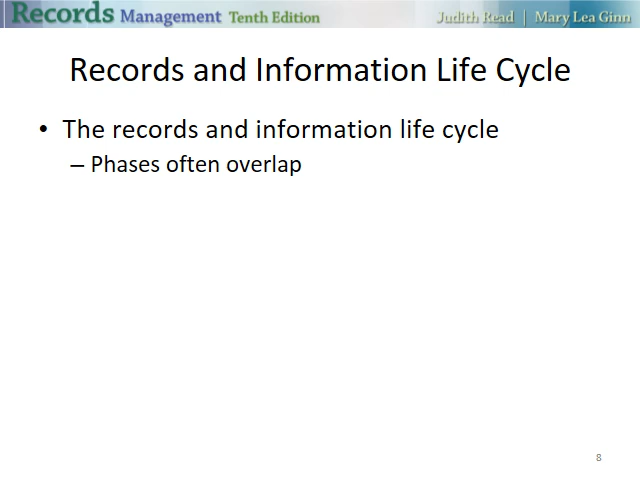 Records Management Tenth Edition Judith Read | Mary Lea Ginn
Records and Information Life Cycle
• The records and information life cycle
– Phases often overlap
8